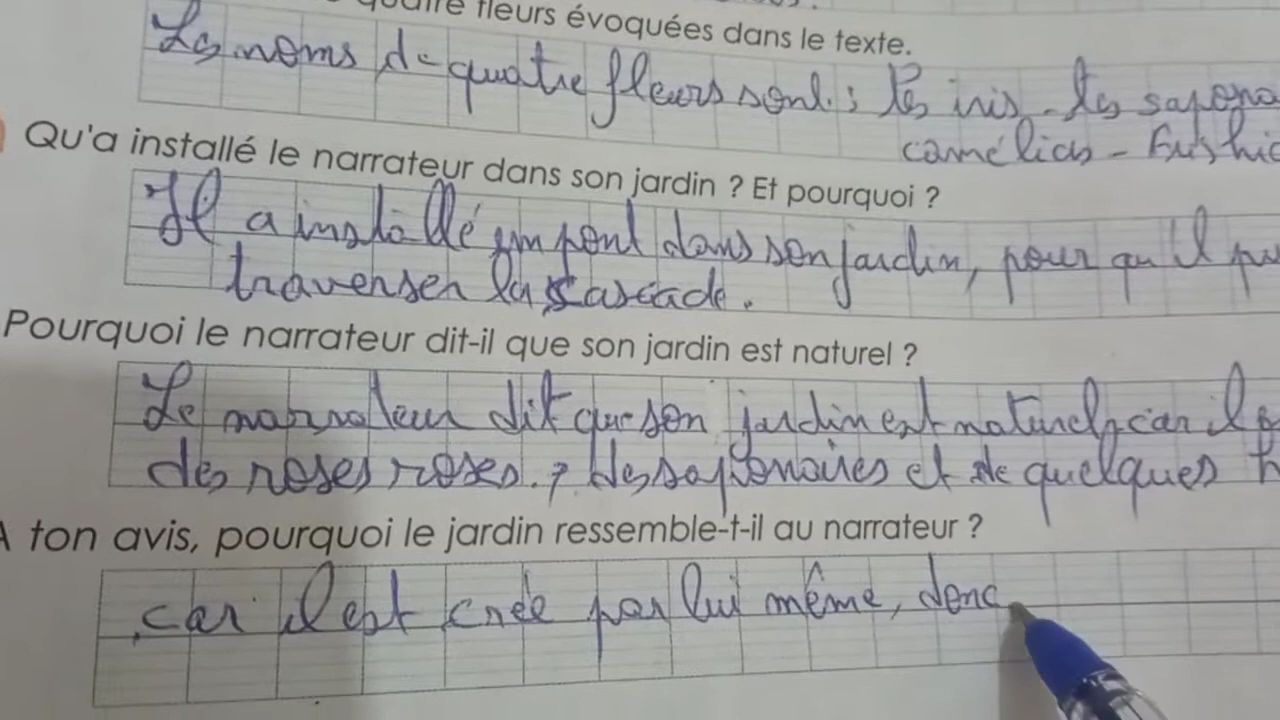 quatre fleurs évoquées dans le texte.
Les noms de quatre fleurs sont : les iris - les sapona
camélias - Fushia
Qu'a installé le narrateur dans son jardin ? Et pourquoi ?
Il a installé un pont dans son jardin, pour qu'il pu
traverser la cascade.
Pourquoi le narrateur dit-il que son jardin est naturel ?
Le narrateur dit que son jardin est naturel, car il
des roses roses, des saponaires et de quelques h
A ton avis, pourquoi le jardin ressemble-t-il au narrateur ?
car il est crée par lui même, donc